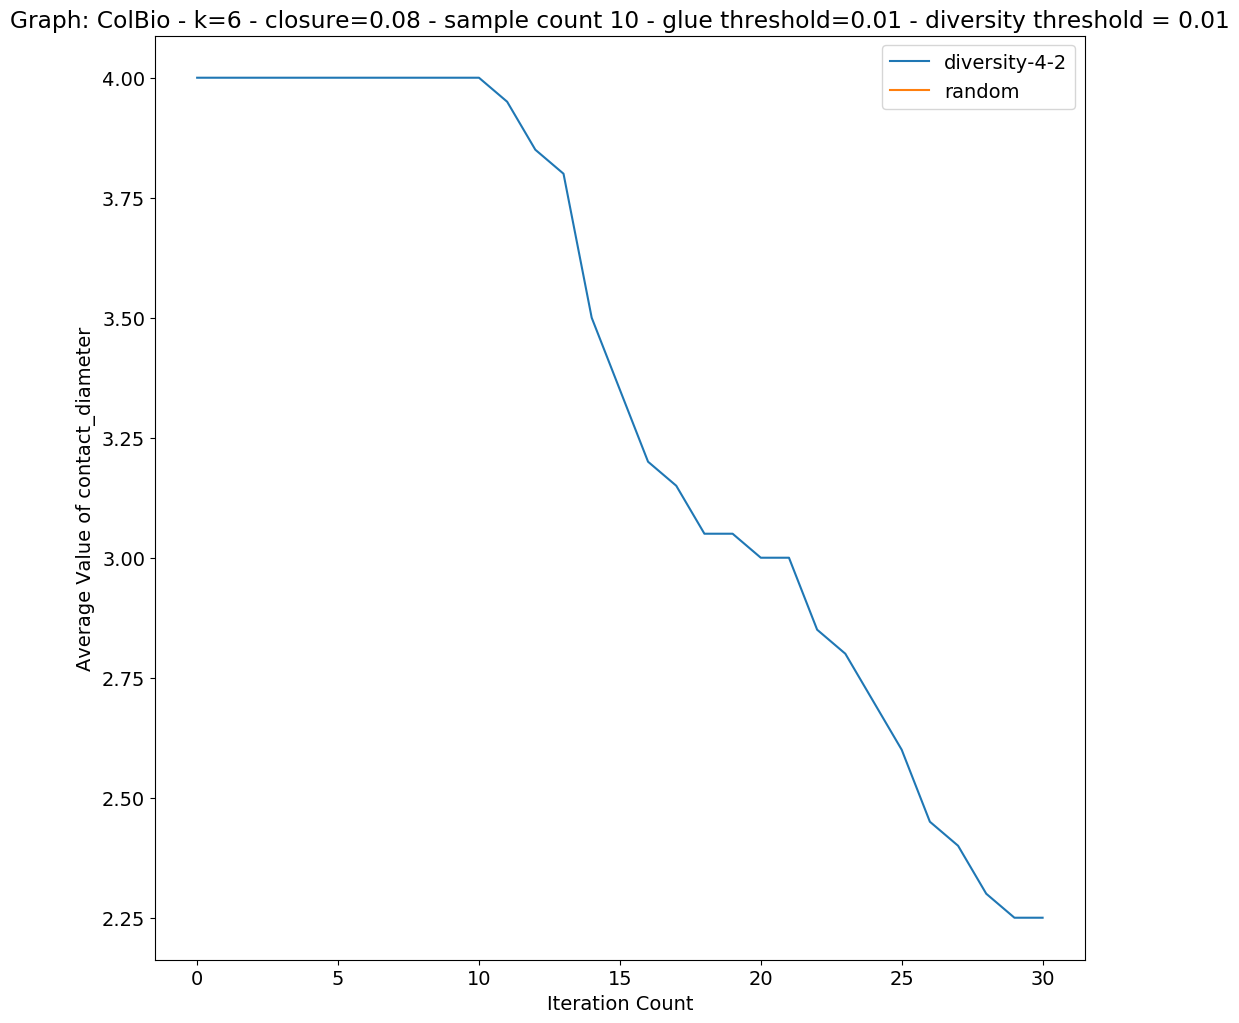 Graph: ColBio - k=6 - closure=0.08 - sample count 10 - glue threshold=0.01 - diversity threshold = 0.01
diversity-4-2
random
4.00
3.75
3.50
3.25
3.00
2.75
2.50
2.25
Average Value of contact_diameter
0 5 10 15 20 25 30
Iteration Count